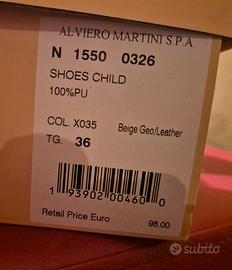 ALVIERO MARTINI S.P.A.
N 1550 0326
SHOES CHILD
100%PU
COL. X035 Beige Geo/Leather
TG. 36
1 93902 00460 0
Retail Price Euro 98.00
subito